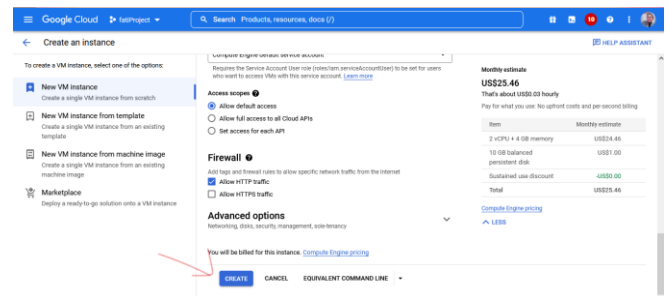 Google Cloud
fatiProject
Search Products, resources, docs (/)
10
Create an instance
HELP ASSISTANT
To create a VM instance, select one of the options:
New VM instance
Create a single VM instance from scratch
New VM instance from template
Create a single VM instance from an existing
template
New VM instance from machine image
Create a single VM instance from an existing
machine image
Marketplace
Deploy a ready-to-go solution onto a VM instance
Compute Engine default service account
Requires the Service Account User role (roles/iam.serviceAccountUser) to be set for users
who want to access VMs with this service account. Learn more
Access scopes
Allow default access
Allow full access to all Cloud APIs
Set access for each API
Firewall
Add tags and firewall rules to allow specific network traffic from the Internet
Allow HTTP traffic
Allow HTTPS traffic
Advanced options
Networking, disks, security, management, sole-tenancy
You will be billed for this instance. Compute Engine pricing
CREATE
CANCEL
EQUIVALENT COMMAND LINE
Monthly estimate
US$25.46
That's about US$0.03 hourly
Pay for what you use: No upfront costs and per second billing
Item Monthly estimate
2 vCPU + 4 GB memory US$24.46
10 GB balanced US$1.00
persistent disk
Sustained use discount -US$0.00
Total US$25.46
Compute Engine pricing
LESS